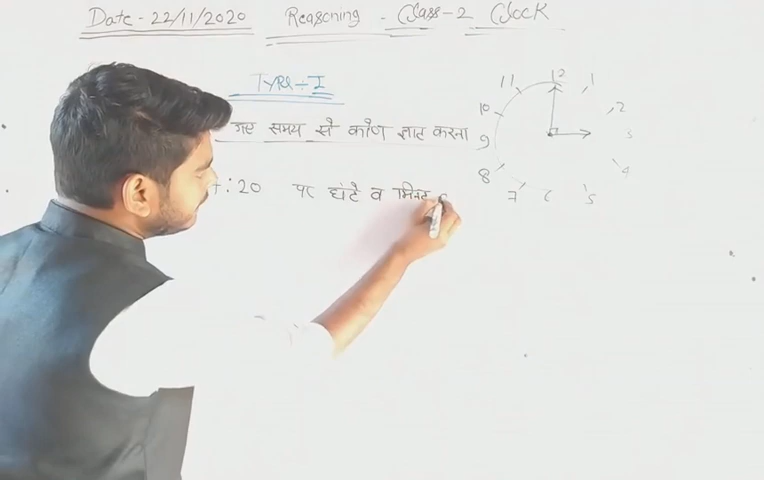 Date - 22/11/2020 Reasoning - Class-2 Clock
Type - I
गए समय से कोण ज्ञात करना
:20 पर घंटे व मिनट
12
11 1
10 2
9 3
8 4
7 6 5